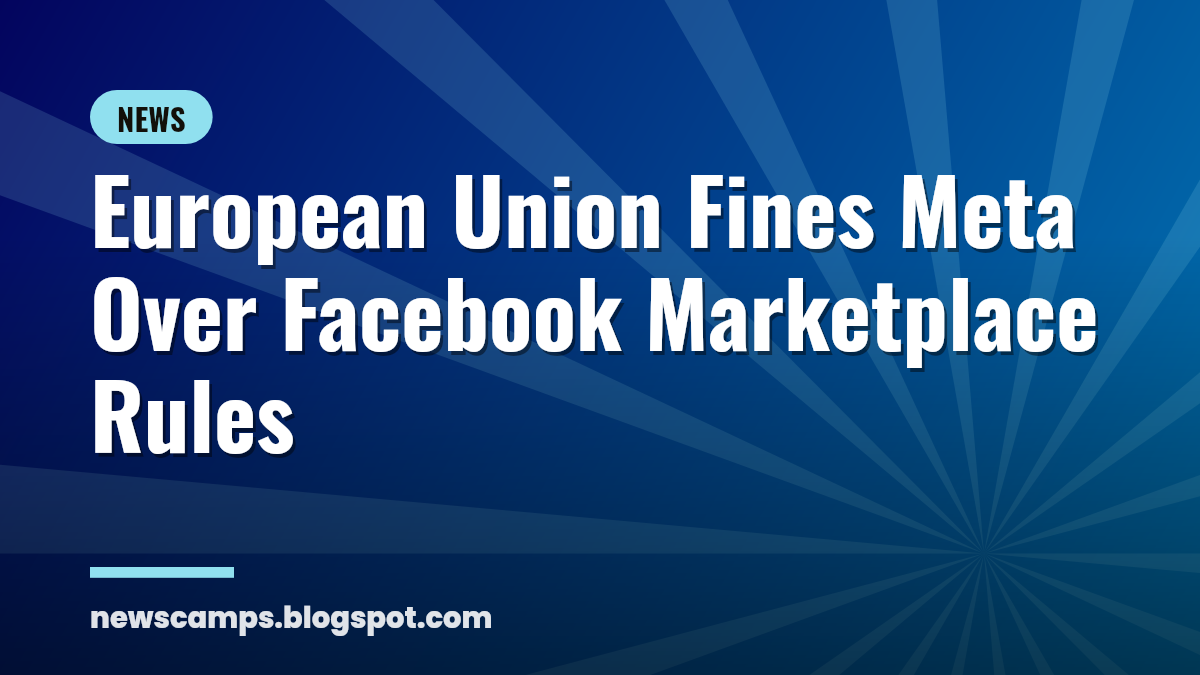 NEWS
European Union Fines Meta
Over Facebook Marketplace
Rules
newscamps.blogspot.com